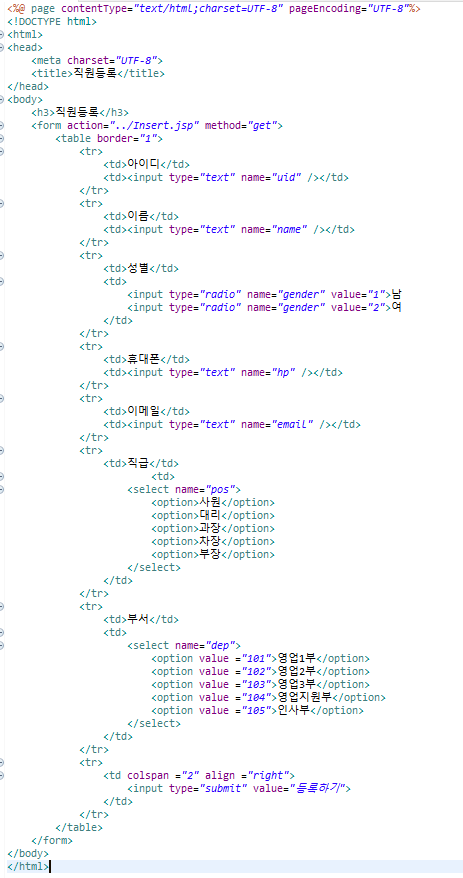 <%@ page contentType="text/html;charset=UTF-8" pageEncoding="UTF-8"%>
<!DOCTYPE html>
<html>
<head>
    <meta charset="UTF-8">
    <title>직원등록</title>
</head>
<body>
    <h3>직원등록</h3>
    <form action="../Insert.jsp" method="get">
        <table border="1">
            <tr>
                <td>아이디</td>
                <td><input type="text" name="uid" /></td>
            </tr>
            <tr>
                <td>이름</td>
                <td><input type="text" name="name" /></td>
            </tr>
            <tr>
                <td>성별</td>
                <td>
                    <input type="radio" name="gender" value="1">남
                    <input type="radio" name="gender" value="2">여
                </td>
            </tr>
            <tr>
                <td>휴대폰</td>
                <td><input type="text" name="hp" /></td>
            </tr>
            <tr>
                <td>이메일</td>
                <td><input type="text" name="email" /></td>
            </tr>
            <tr>
                <td>직급</td>
                        <td>
                    <select name="pos">
                        <option>사원</option>
                        <option>대리</option>
                        <option>과장</option>
                        <option>차장</option>
                        <option>부장</option>
                    </select>
                </td>
            </tr>
            <tr>
                <td>부서</td>
                <td>
                    <select name="dep">
                        <option value ="101">영업1부</option>
                        <option value ="102">영업2부</option>
                        <option value ="103">영업3부</option>
                        <option value ="104">영업지원부</option>
                        <option value ="105">인사부</option>
                    </select>
                </td>
            </tr>
            <tr>
                <td colspan ="2" align ="right">
                    <input type="submit" value="등록하기">
                </td>
            </tr>
        </table>
    </form>
</body>
</html>